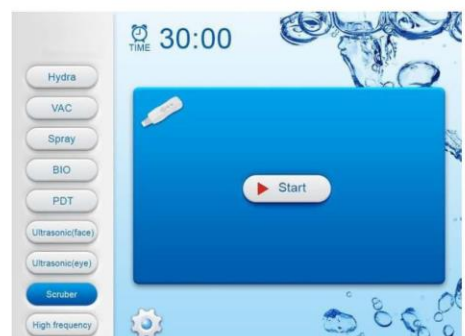 TIME 30:00
Hydra
VAC
Spray
BIO
PDT
Ultrasonic(face)
Ultrasonic(eye)
Scruber
High frequency
Start